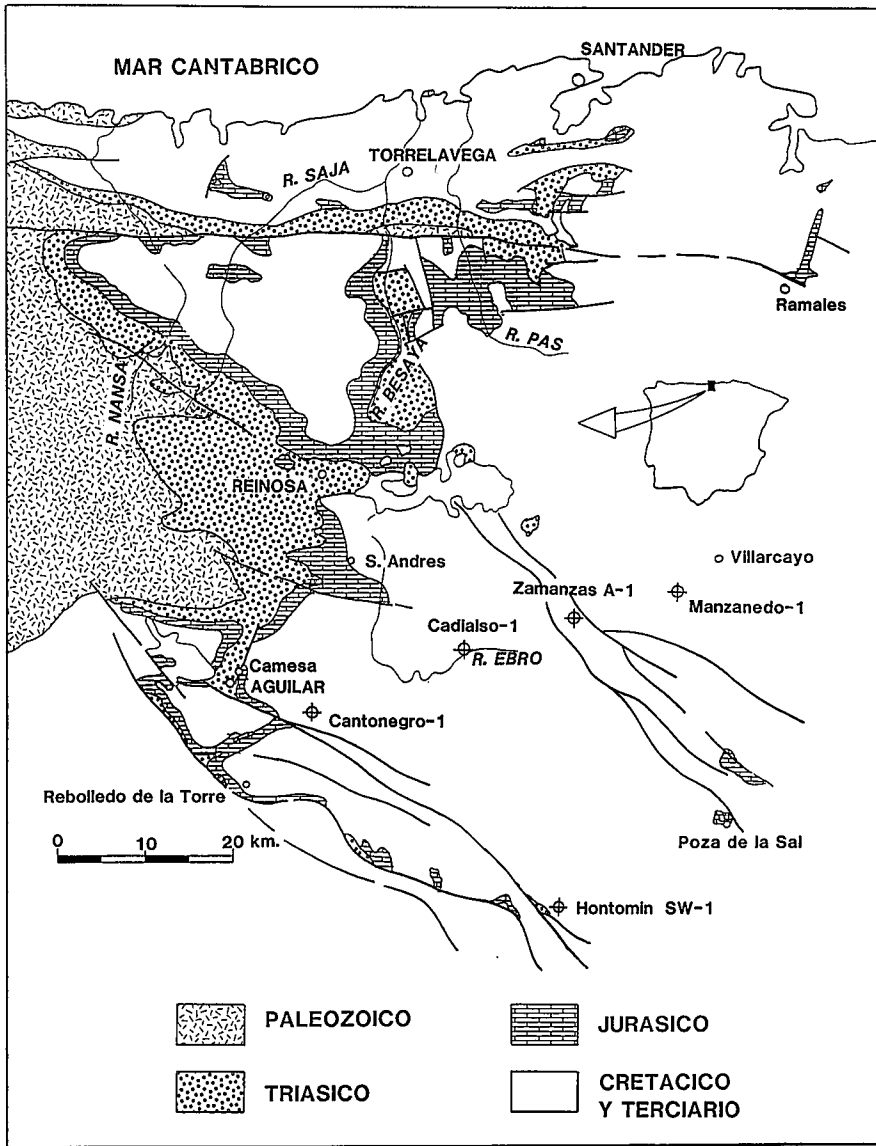 SANTANDER
MAR CANTABRICO
TORRELAVEGA
R. SAJA
Ramales
R. PAS
R. BESAYA
R. NANSA
REINOSA
S. Andres
Villarcayo
Zamanzas A-1
Manzanedo-1
Cadialso-1
R. EBRO
Camesa
AGUILAR
Cantonegro-1
Rebolledo de la Torre
0 10 20 km.
Poza de la Sal
Hontomin SW-1
PALEOZOICO
JURASICO
TRIASICO
CRETACICO
Y TERCIARIO